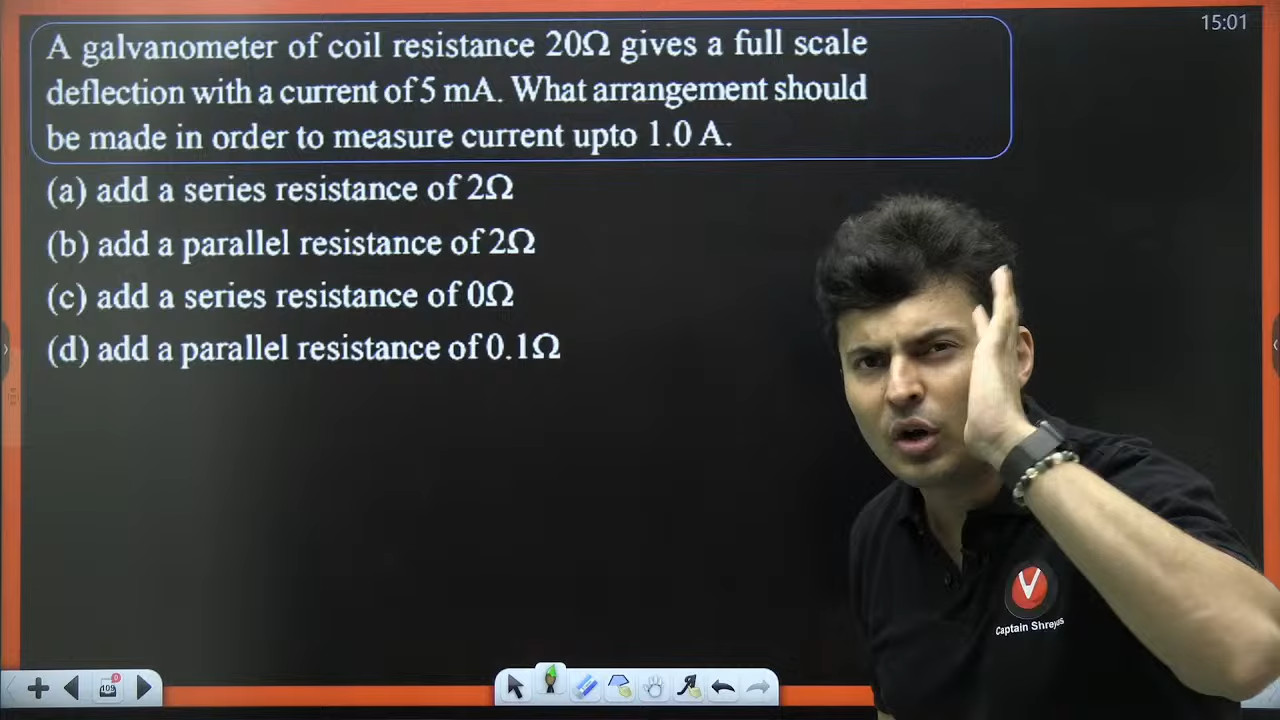 15:01
A galvanometer of coil resistance 20Ω gives a full scale
deflection with a current of 5 mA. What arrangement should
be made in order to measure current upto 1.0 A.
(a) add a series resistance of 2Ω
(b) add a parallel resistance of 2Ω
(c) add a series resistance of 0Ω
(d) add a parallel resistance of 0.1Ω
Captain Shreyas
409
0